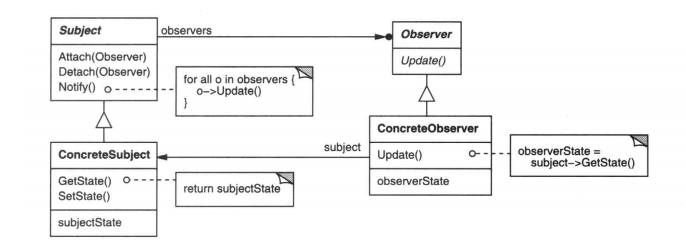 Subject
observers
Observer
Attach(Observer)
Detach(Observer)
Notify()
for all o in observers {
o->Update()
}
Update()
ConcreteSubject
GetState()
SetState()
subjectState
return subjectState
subject
ConcreteObserver
Update()
observerState
observerState =
subject->GetState()